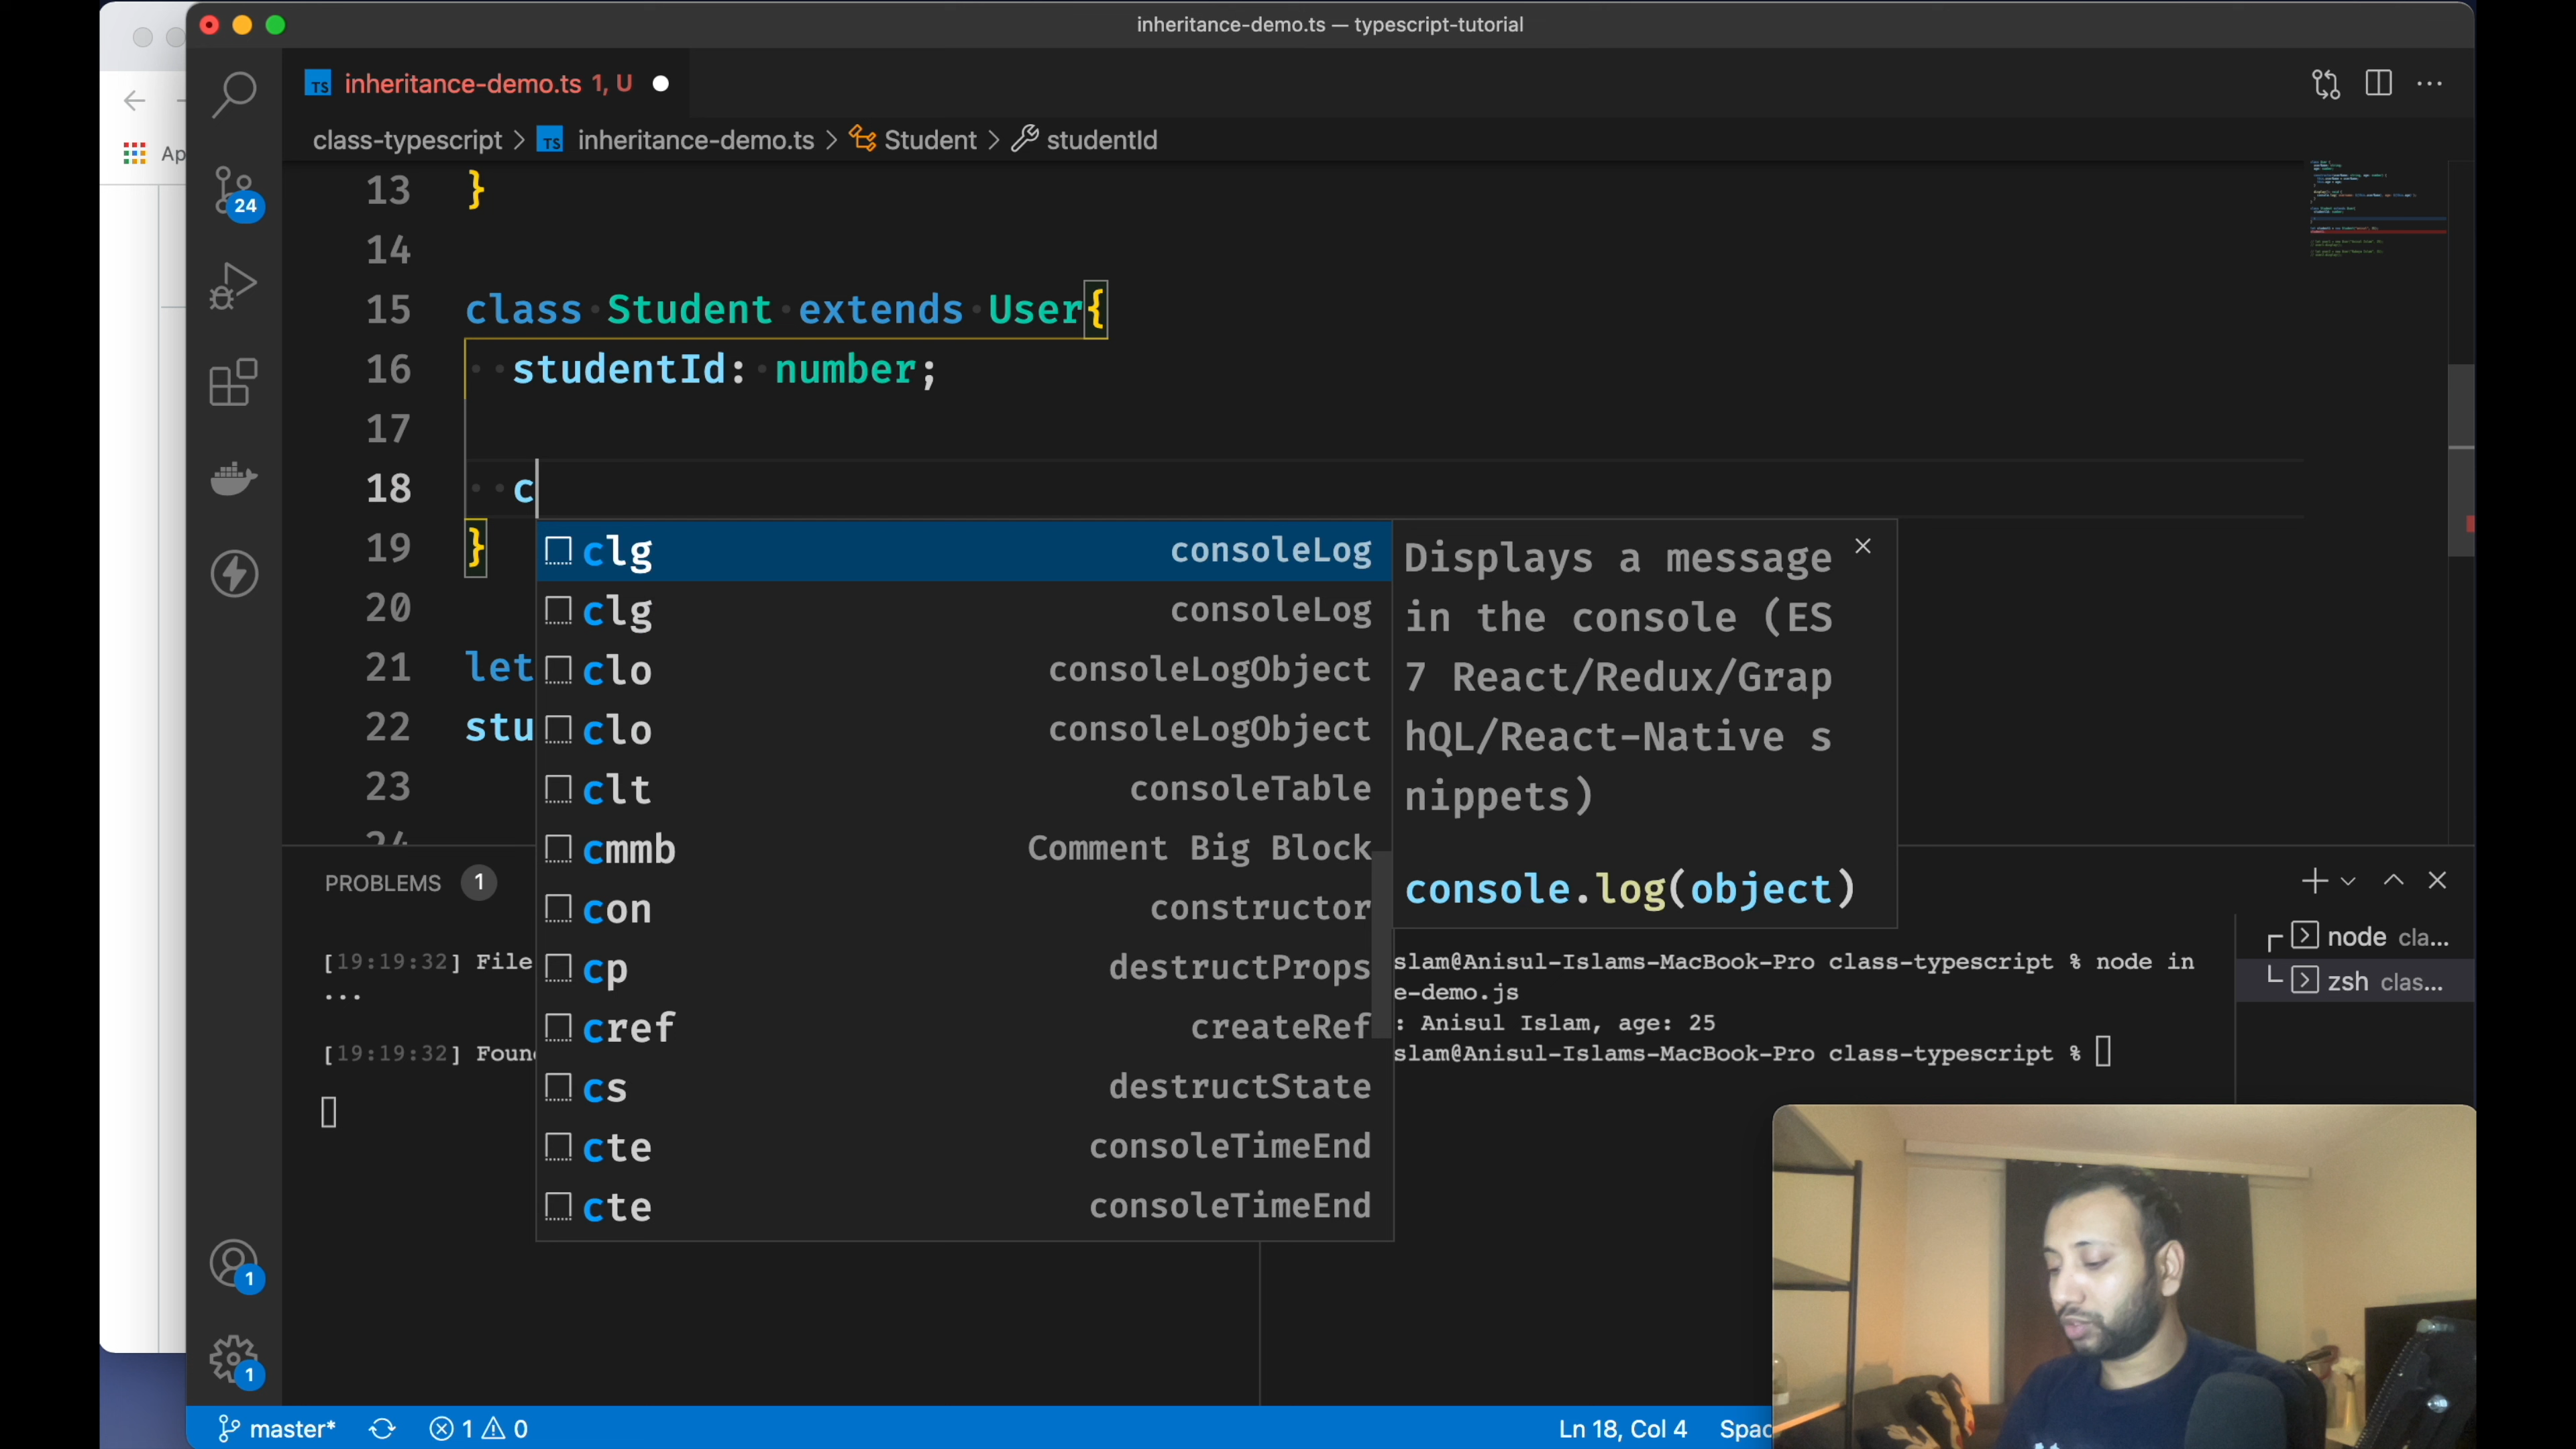 inheritance-demo.ts — typescript-tutorial
Ap
inheritance-demo.ts 1, U
class-typescript > TS inheritance-demo.ts > Student > studentId
24
13 }
14
15 class Student extends User{
16 studentId: number;
17
18 c
19 }
20
21 let
22 stu
23
24
clg consoleLog
clg consoleLog
clo consoleLogObject
clo consoleLogObject
clt consoleTable
cmmb Comment Big Block
con constructor
cp destructProps
cref createRef
cs destructState
cte consoleTimeEnd
cte consoleTimeEnd
Displays a message
in the console (ES
7 React/Redux/Grap
hQL/React-Native s
nippets)
console.log(object)
PROBLEMS 1
[19:19:32] File
...
[19:19:32] Foun
slam@Anisul-Islams-MacBook-Pro class-typescript % node in
e-demo.js
: Anisul Islam, age: 25
slam@Anisul-Islams-MacBook-Pro class-typescript %
node cla...
zsh clas...
1
1
master* 1 0 Ln 18, Col 4 Spac